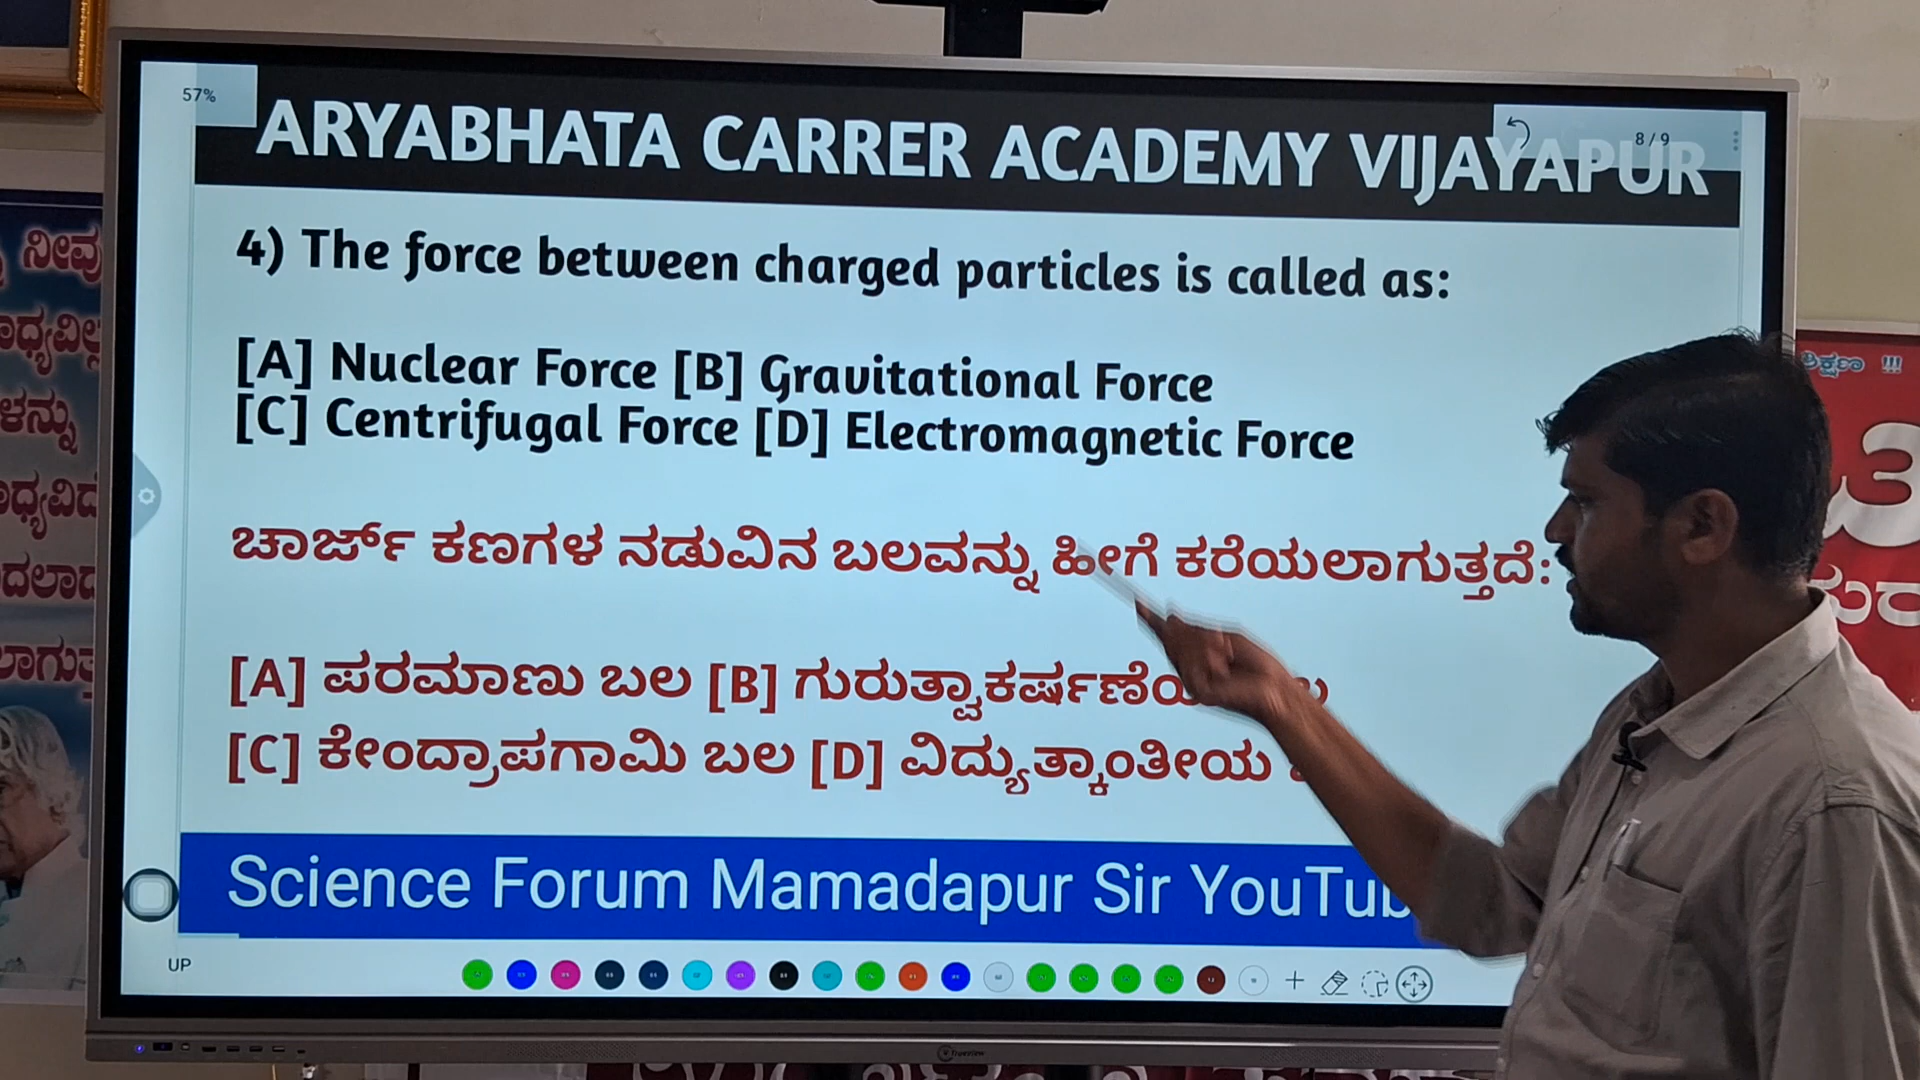 57%
8/9
ARYABHATA CARRER ACADEMY VIJAYAPUR
4) The force between charged particles is called as:
[A] Nuclear Force [B] Gravitational Force
[C] Centrifugal Force [D] Electromagnetic Force
ಚಾರ್ಜ್ ಕಣಗಳ ನಡುವಿನ ಬಲವನ್ನು ಹೀಗೆ ಕರೆಯಲಾಗುತ್ತದೆ:
[A] ಪರಮಾಣು ಬಲ [B] ಗುರುತ್ವಾಕರ್ಷಣೆಯ
[C] ಕೇಂದ್ರಾಪಗಾಮಿ ಬಲ [D] ವಿದ್ಯುತ್ಕಾಂತೀಯ
Science Forum Mamadapur Sir YouTub
UP
ನೀವು